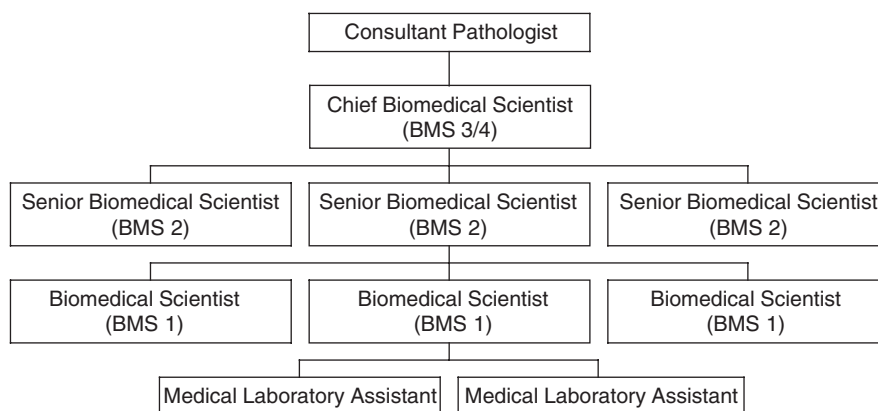 Consultant Pathologist
Chief Biomedical Scientist
(BMS 3/4)
Senior Biomedical Scientist
(BMS 2)
Senior Biomedical Scientist
(BMS 2)
Senior Biomedical Scientist
(BMS 2)
Biomedical Scientist
(BMS 1)
Biomedical Scientist
(BMS 1)
Biomedical Scientist
(BMS 1)
Medical Laboratory Assistant
Medical Laboratory Assistant